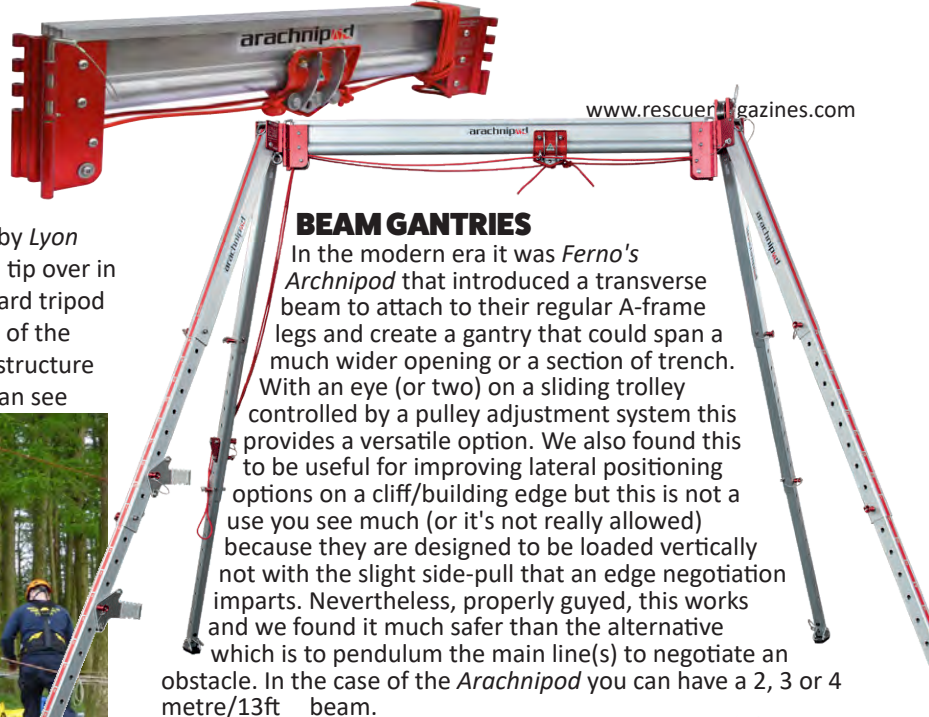 arachnipod
www.rescuemagazines.com
arachnipod
by Lyon
tip over in
ard tripod
of the
structure
an see
BEAM GANTRIES
In the modern era it was Ferno's
Archnipod that introduced a transverse
beam to attach to their regular A-frame
legs and create a gantry that could span a
much wider opening or a section of trench.
With an eye (or two) on a sliding trolley
controlled by a pulley adjustment system this
provides a versatile option. We also found this
to be useful for improving lateral positioning
options on a cliff/building edge but this is not a
use you see much (or it's not really allowed)
because they are designed to be loaded vertically
not with the slight side-pull that an edge negotiation
imparts. Nevertheless, properly guyed, this works
and we found it much safer than the alternative
which is to pendulum the main line(s) to negotiate an
obstacle. In the case of the Arachnipod you can have a 2, 3 or 4
metre/13ft beam.
arachnipod
arachnipod